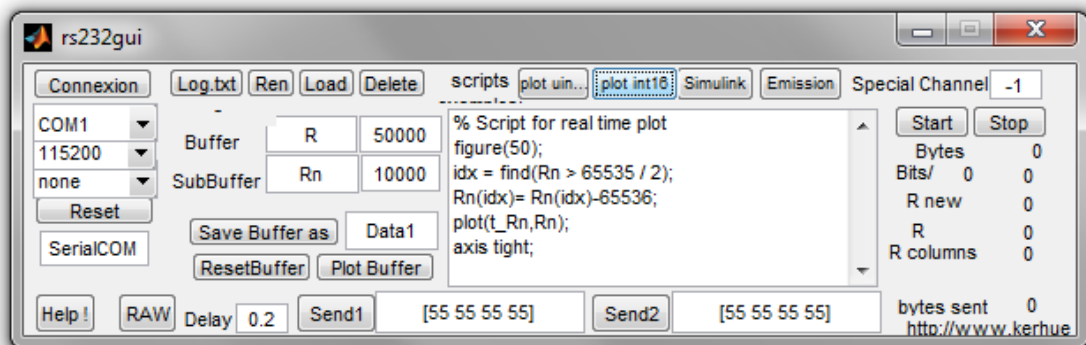 rs232gui
Connexion Log.txt Ren Load Delete scripts plot uin... plot int16 Simulink Emission Special Channel -1
COM1
115200
none
Reset
SerialCOM
Buffer R 50000
SubBuffer Rn 10000
Save Buffer as Data1
ResetBuffer Plot Buffer
% Script for real time plot
figure(50);
idx = find(Rn > 65535 / 2);
Rn(idx)= Rn(idx)-65536;
plot(t_Rn,Rn);
axis tight;
Start Stop
Bytes 0
Bits/ 0 0
R new 0
R 0
R columns 0
Help ! RAW Delay 0.2 Send1 [55 55 55 55] Send2 [55 55 55 55] bytes sent 0
http://www.kerhue